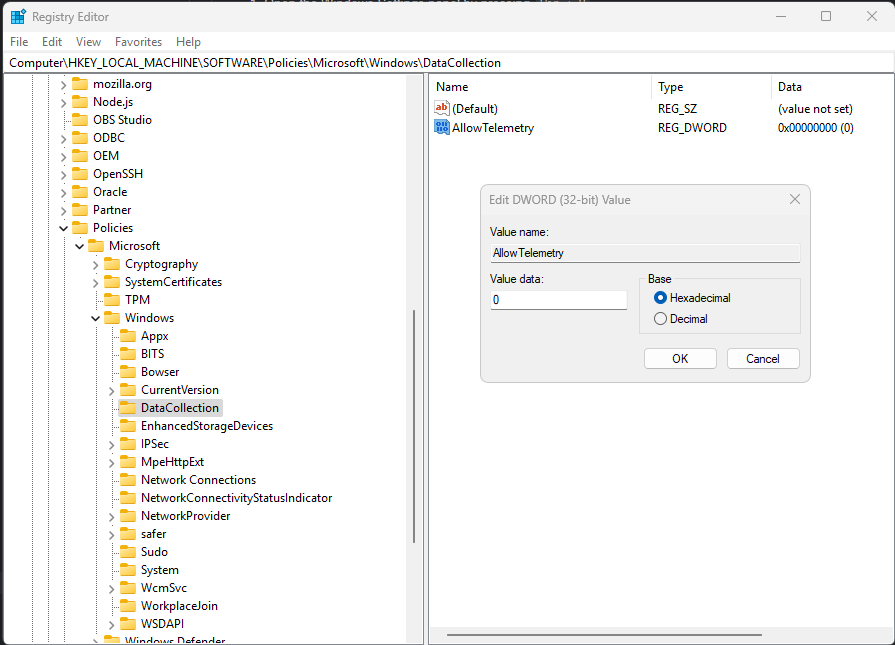 Registry Editor
File Edit View Favorites Help
Computer\HKEY_LOCAL_MACHINE\SOFTWARE\Policies\Microsoft\Windows\DataCollection
mozilla.org
Node.js
OBS Studio
ODBC
OEM
OpenSSH
Oracle
Partner
Policies
Microsoft
Cryptography
SystemCertificates
TPM
Windows
Appx
BITS
Bowser
CurrentVersion
DataCollection
EnhancedStorageDevices
IPSec
MpeHttpExt
Network Connections
NetworkConnectivityStatusIndicator
NetworkProvider
safer
Sudo
System
WcmSvc
WorkplaceJoin
WSDAPI
Windows Defender
Name Type Data
ab (Default) REG_SZ (value not set)
AllowTelemetry REG_DWORD 0x00000000 (0)
Edit DWORD (32-bit) Value
Value name:
AllowTelemetry
Value data:
0
Base
Hexadecimal
Decimal
OK Cancel